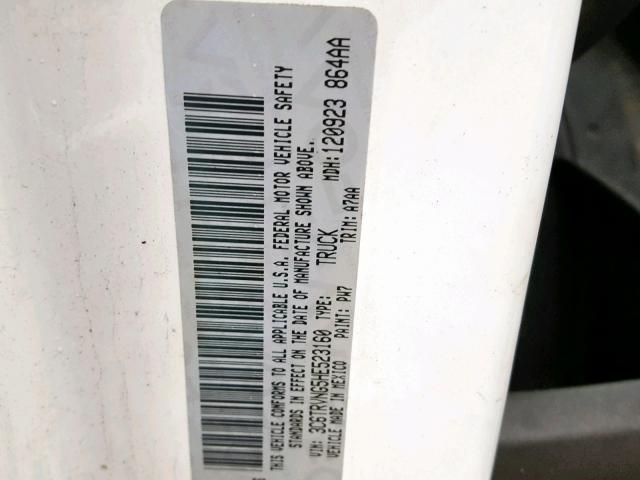 THIS VEHICLE CONFORMS TO ALL APPLICABLE U.S.A. FEDERAL MOTOR VEHICLE SAFETY
STANDARDS IN EFFECT ON THE DATE OF MANUFACTURE SHOWN ABOVE.
VIN: 3C6TRVNG5HE523160 TYPE: TRUCK MDH: 120923 864AA
VEHICLE MADE IN MEXICO PAINT: PW7 TRIM: A7AA